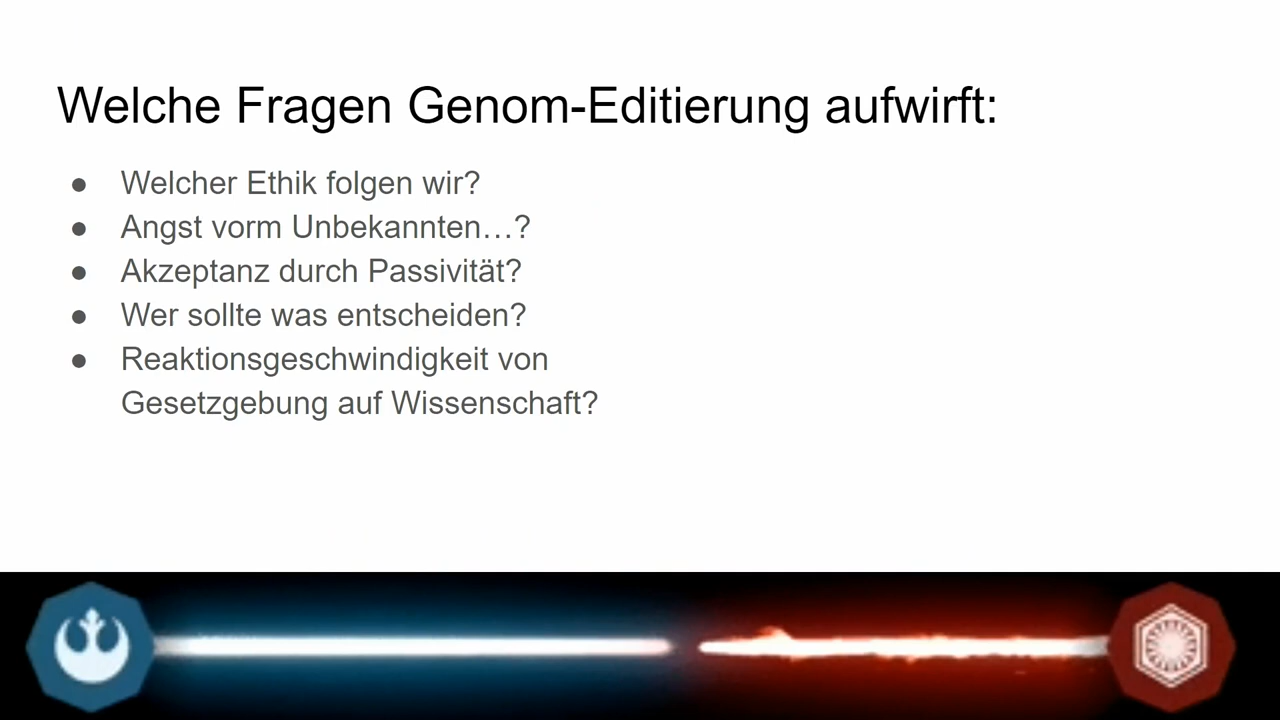 Welche Fragen Genom-Editierung aufwirft:
● Welcher Ethik folgen wir?
● Angst vorm Unbekannten…?
● Akzeptanz durch Passivität?
● Wer sollte was entscheiden?
● Reaktionsgeschwindigkeit von
Gesetzgebung auf Wissenschaft?